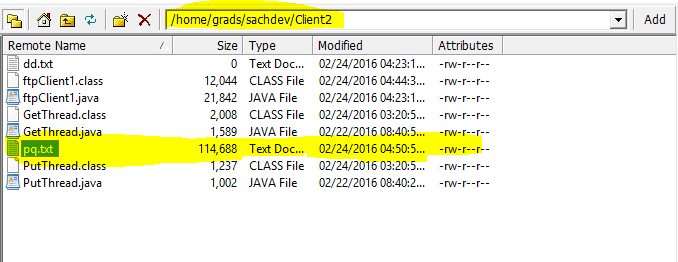 /home/grads/sachdev/Client2 Add
Remote Name / Size Type Modified Attributes
dd.txt 0 Text Doc... 02/24/2016 04:23:1... -rw-r--r--
ftpClient1.class 12,044 CLASS File 02/24/2016 04:44:3... -rw-r--r--
ftpClient1.java 21,842 JAVA File 02/24/2016 04:23:1... -rw-r--r--
GetThread.class 2,008 CLASS File 02/24/2016 03:20:5... -rw-r--r--
GetThread.java 1,589 JAVA File 02/22/2016 08:40:5... -rw-r--r--
pq.txt 114,688 Text Doc... 02/24/2016 04:50:5... -rw-r--r--
PutThread.class 1,237 CLASS File 02/24/2016 03:20:5... -rw-r--r--
PutThread.java 1,002 JAVA File 02/22/2016 08:40:2... -rw-r--r--